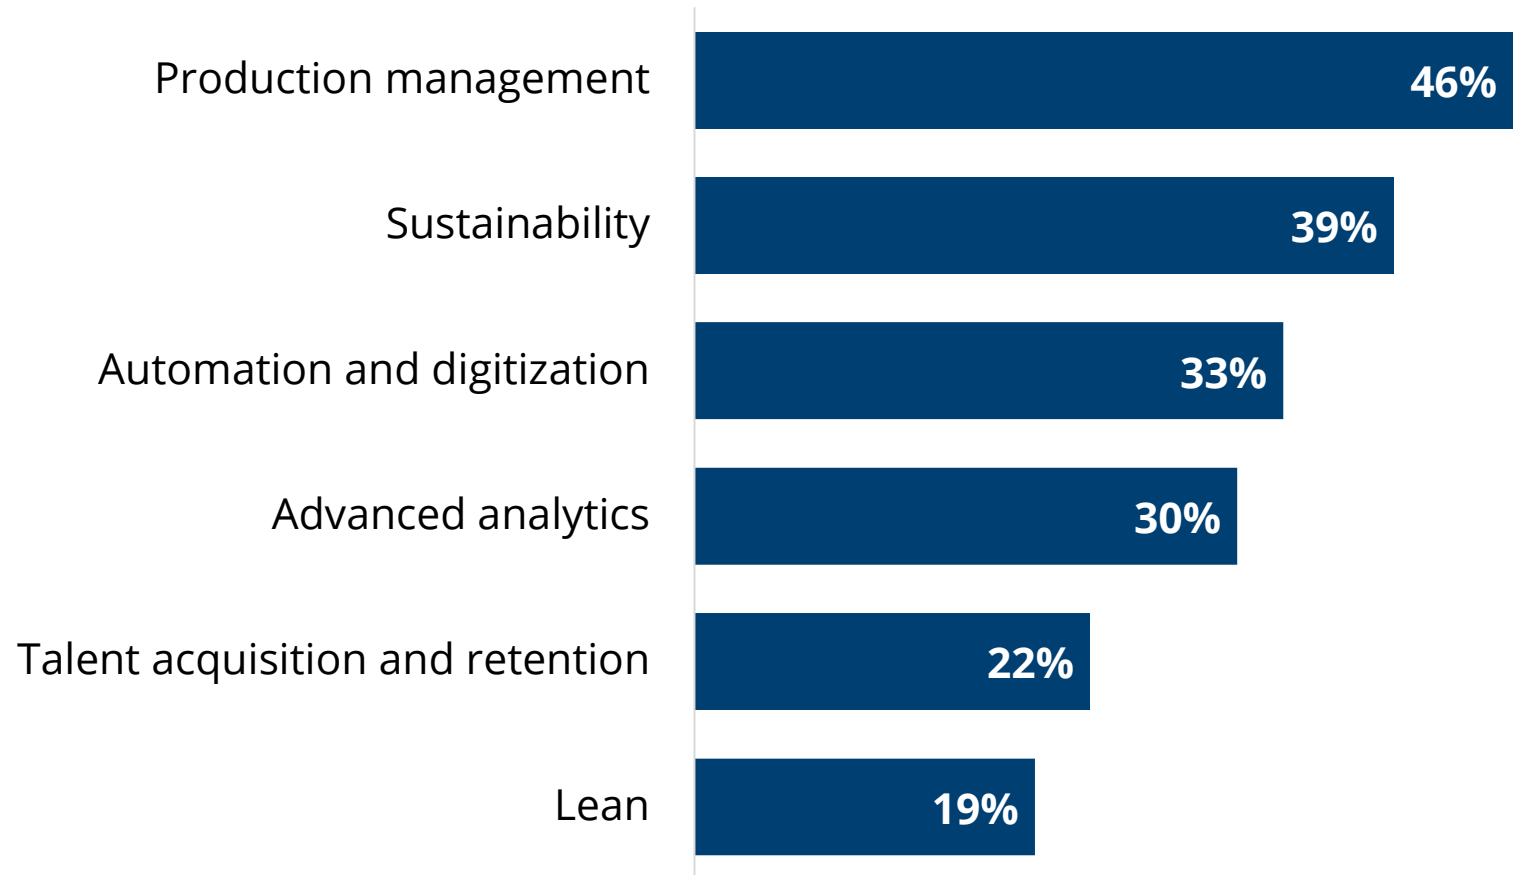 Production management 46%
Sustainability 39%
Automation and digitization 33%
Advanced analytics 30%
Talent acquisition and retention 22%
Lean 19%